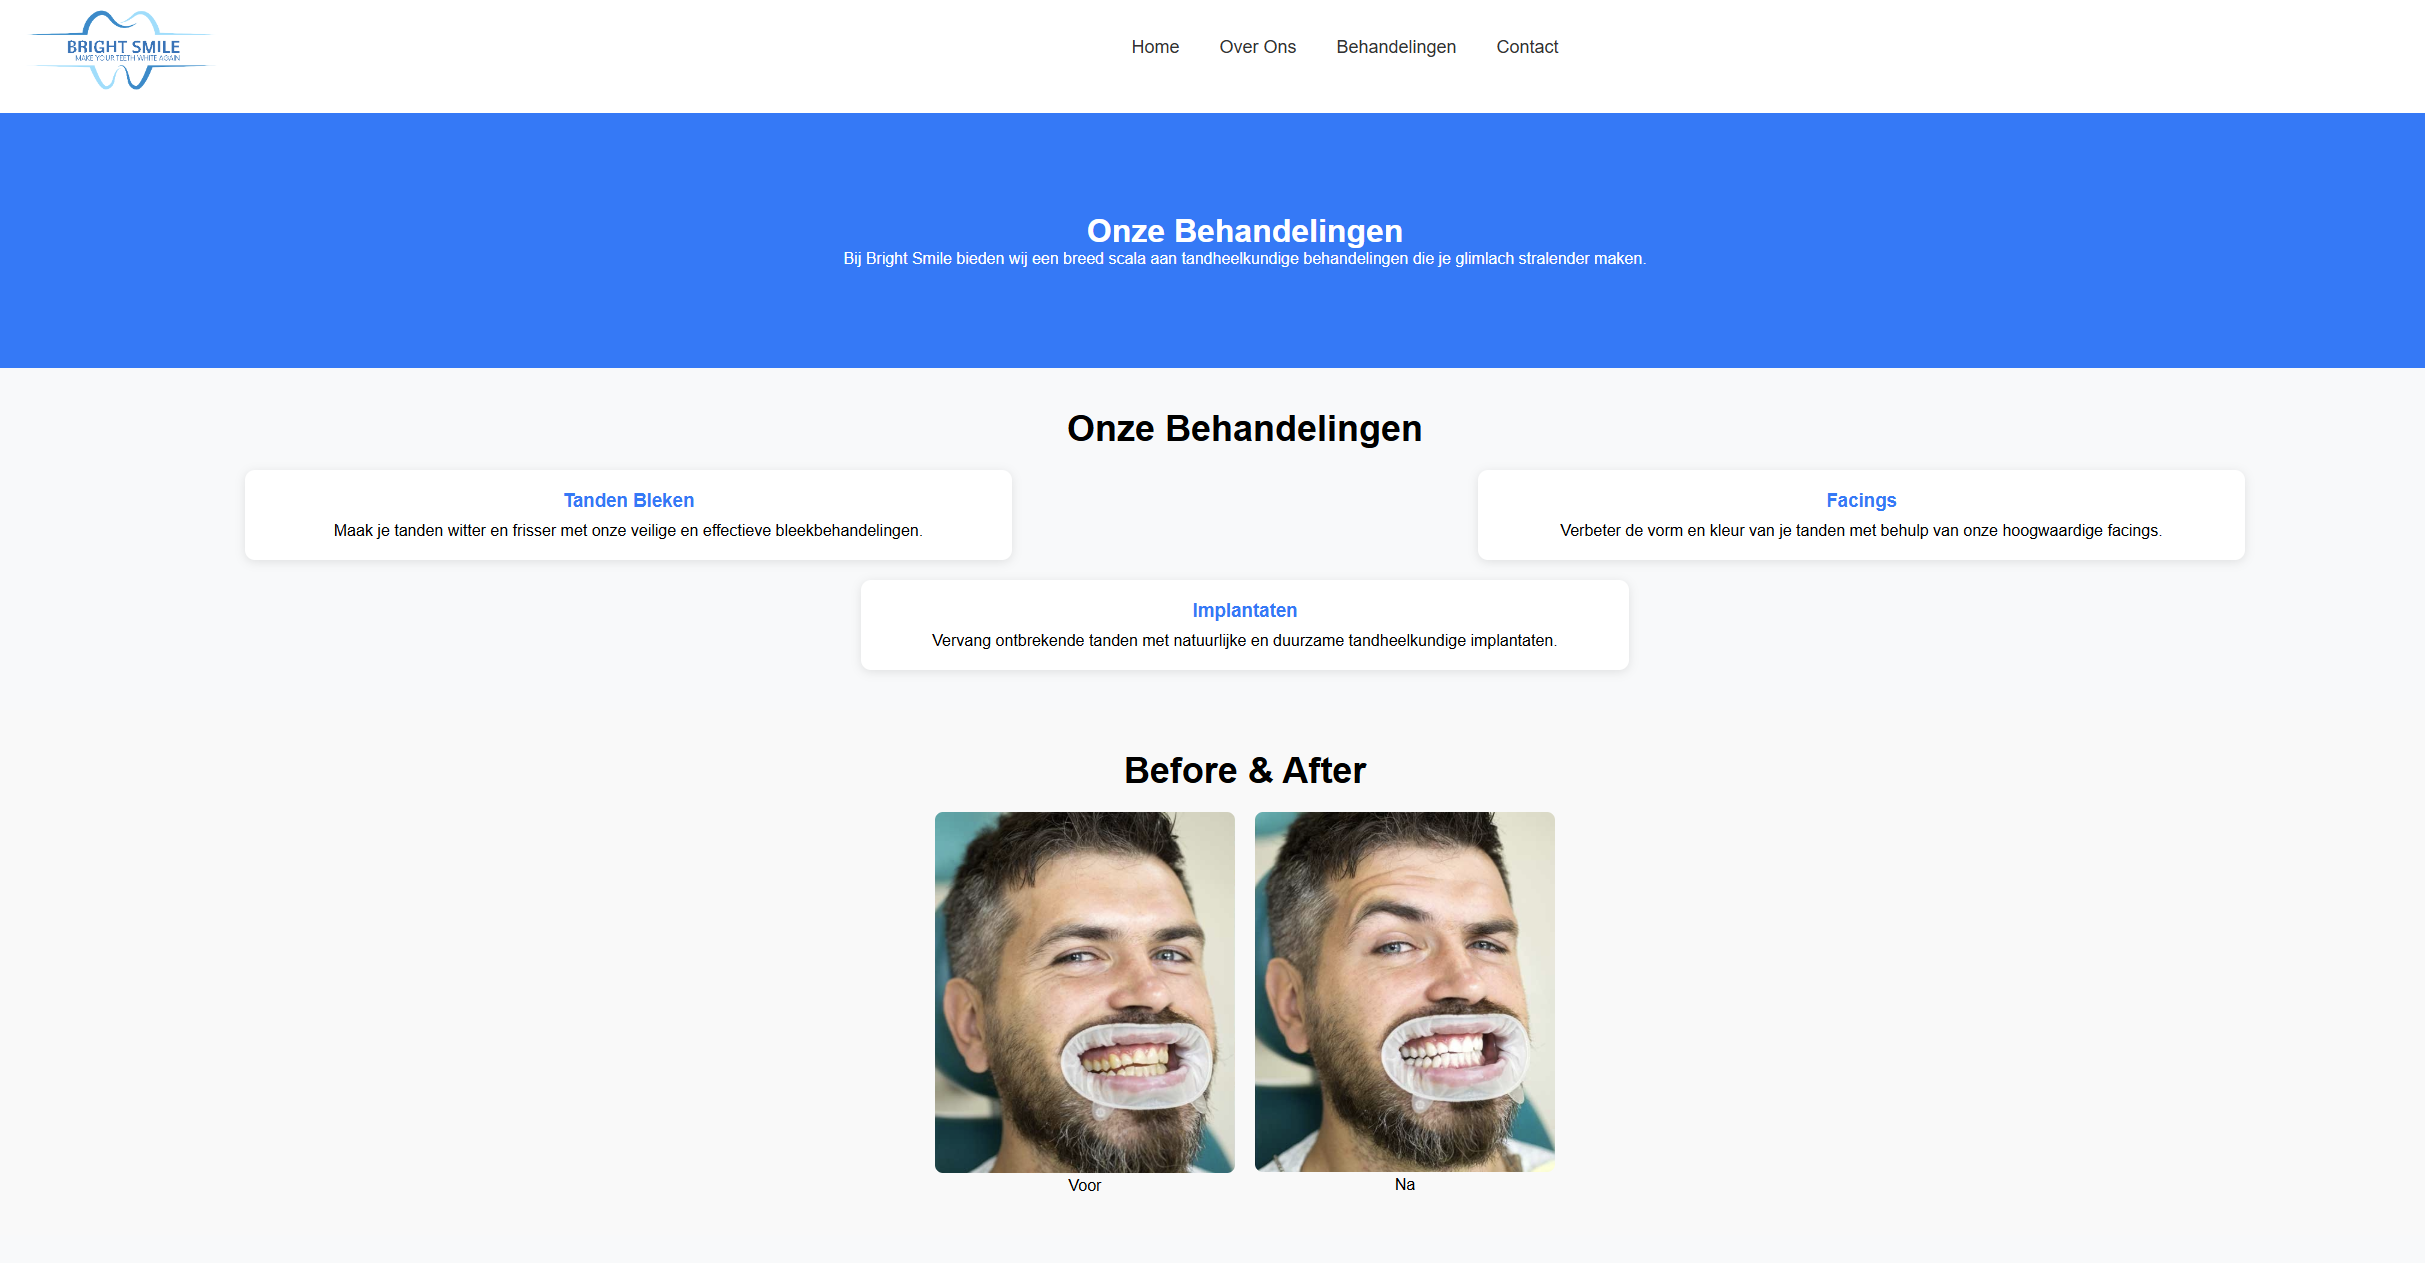 BRIGHT SMILE
MAKE YOUR TEETH WHITE AGAIN
Home Over Ons Behandelingen Contact
Onze Behandelingen
Bij Bright Smile bieden wij een breed scala aan tandheelkundige behandelingen die je glimlach stralender maken.
Onze Behandelingen
Tanden Bleken
Maak je tanden witter en frisser met onze veilige en effectieve bleekbehandelingen.
Facings
Verbeter de vorm en kleur van je tanden met behulp van onze hoogwaardige facings.
Implantaten
Vervang ontbrekende tanden met natuurlijke en duurzame tandheelkundige implantaten.
Before & After
Voor
Na